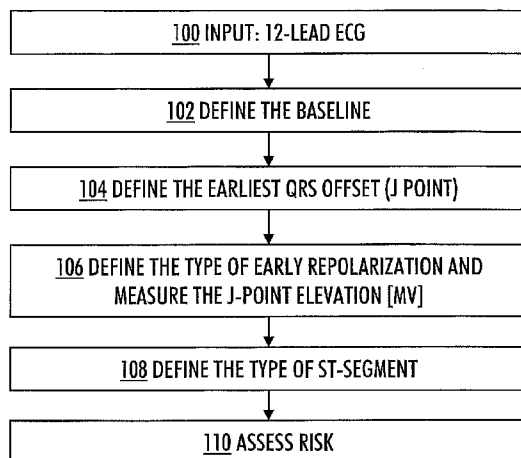 100 INPUT: 12-LEAD ECG
102 DEFINE THE BASELINE
104 DEFINE THE EARLIEST QRS OFFSET (J POINT)
106 DEFINE THE TYPE OF EARLY REPOLARIZATION AND
MEASURE THE J-POINT ELEVATION [MV]
108 DEFINE THE TYPE OF ST-SEGMENT
110 ASSESS RISK